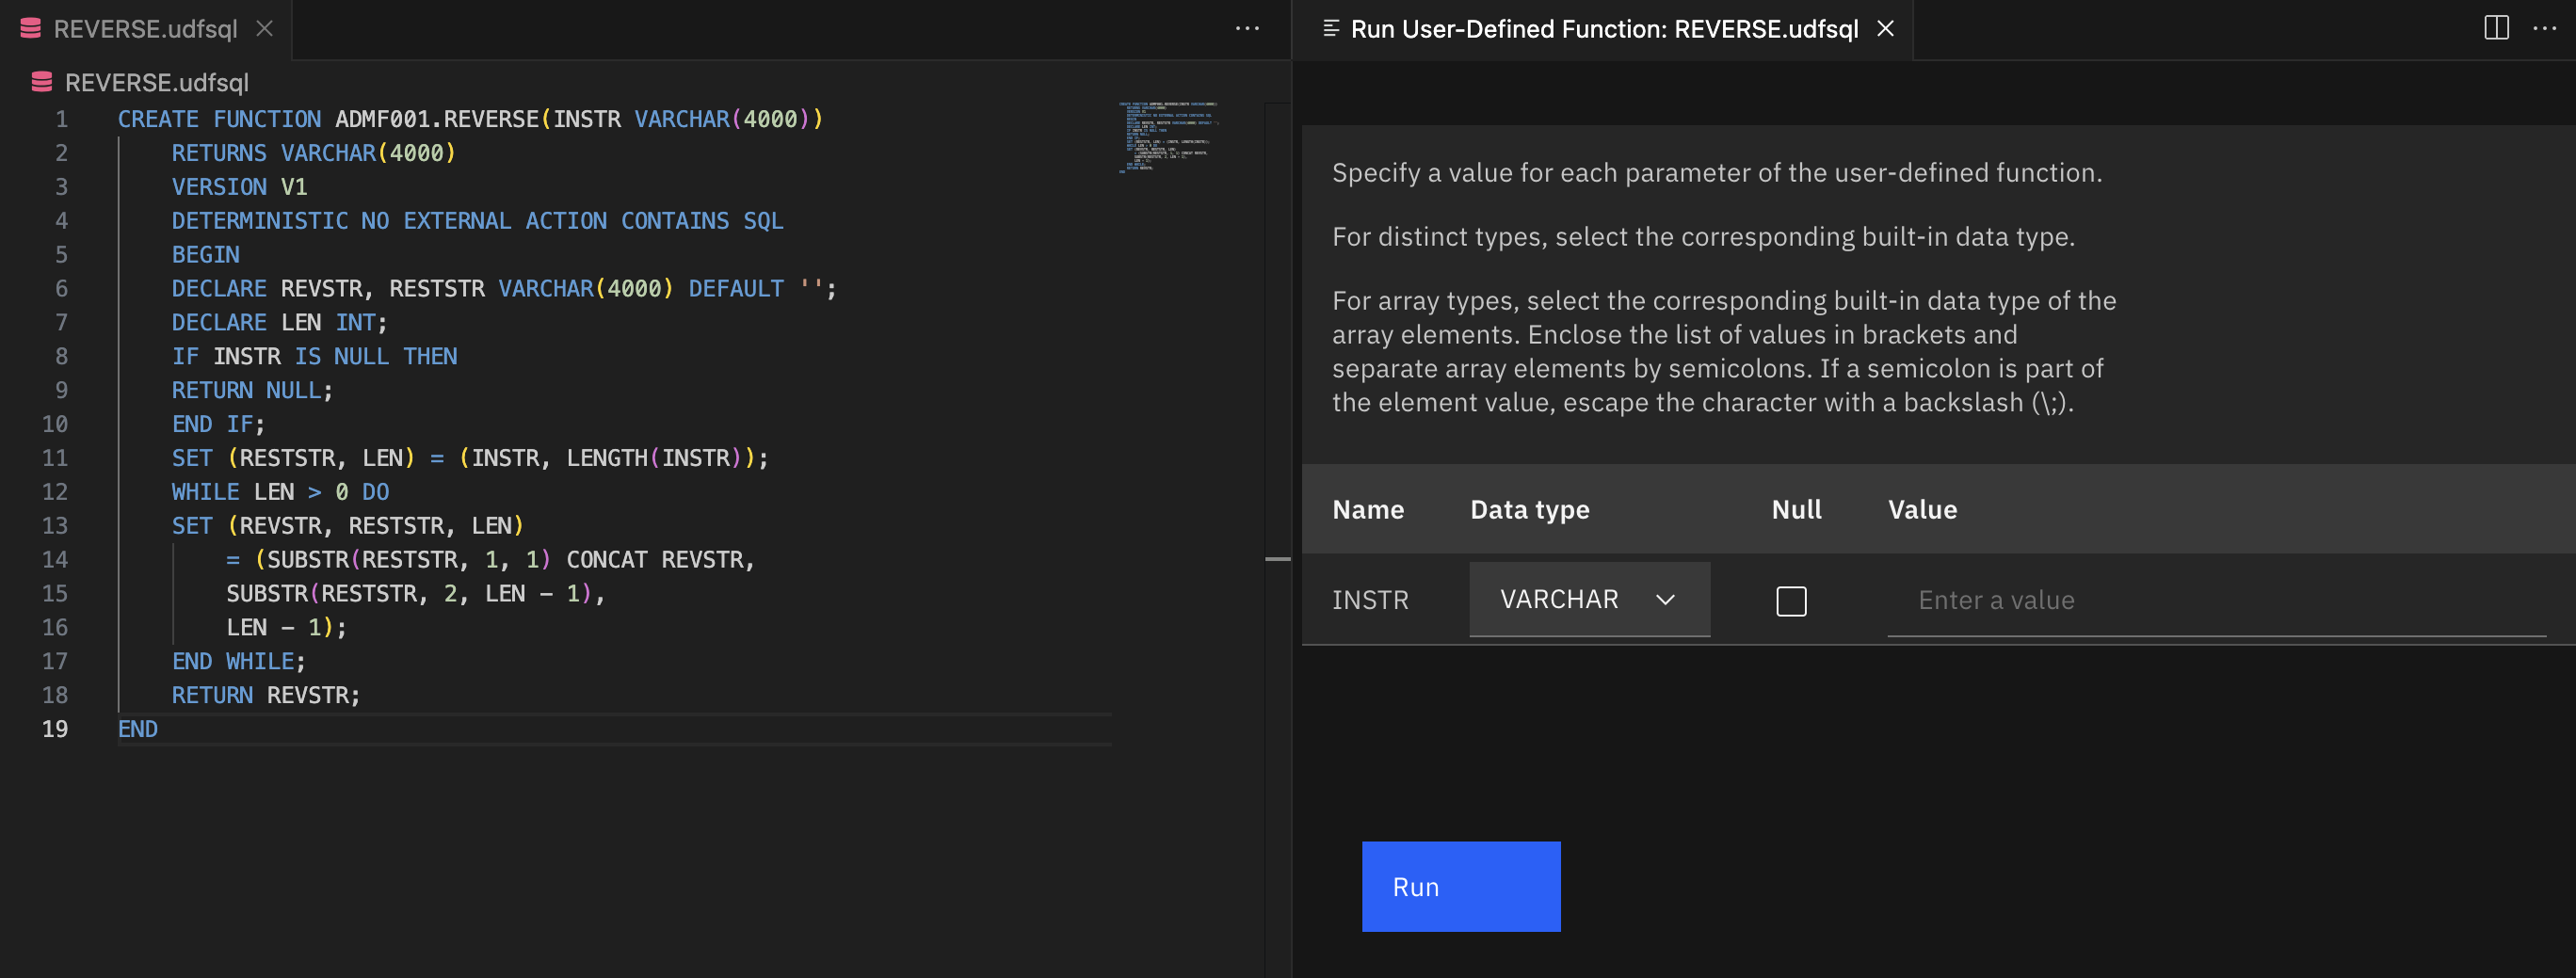 REVERSE.udfsql
REVERSE.udfsql
1 CREATE FUNCTION ADMF001.REVERSE(INSTR VARCHAR(4000))
2 RETURNS VARCHAR(4000)
3 VERSION V1
4 DETERMINISTIC NO EXTERNAL ACTION CONTAINS SQL
5 BEGIN
6 DECLARE REVSTR, RESTSTR VARCHAR(4000) DEFAULT '';
7 DECLARE LEN INT;
8 IF INSTR IS NULL THEN
9 RETURN NULL;
10 END IF;
11 SET (RESTSTR, LEN) = (INSTR, LENGTH(INSTR));
12 WHILE LEN > 0 DO
13 SET (REVSTR, RESTSTR, LEN)
14 = (SUBSTR(RESTSTR, 1, 1) CONCAT REVSTR,
15 SUBSTR(RESTSTR, 2, LEN - 1),
16 LEN - 1);
17 END WHILE;
18 RETURN REVSTR;
19 END
Run User-Defined Function: REVERSE.udfsql
Specify a value for each parameter of the user-defined function.
For distinct types, select the corresponding built-in data type.
For array types, select the corresponding built-in data type of the
array elements. Enclose the list of values in brackets and
separate array elements by semicolons. If a semicolon is part of
the element value, escape the character with a backslash (\;).
Name Data type Null Value
INSTR VARCHAR Enter a value
Run